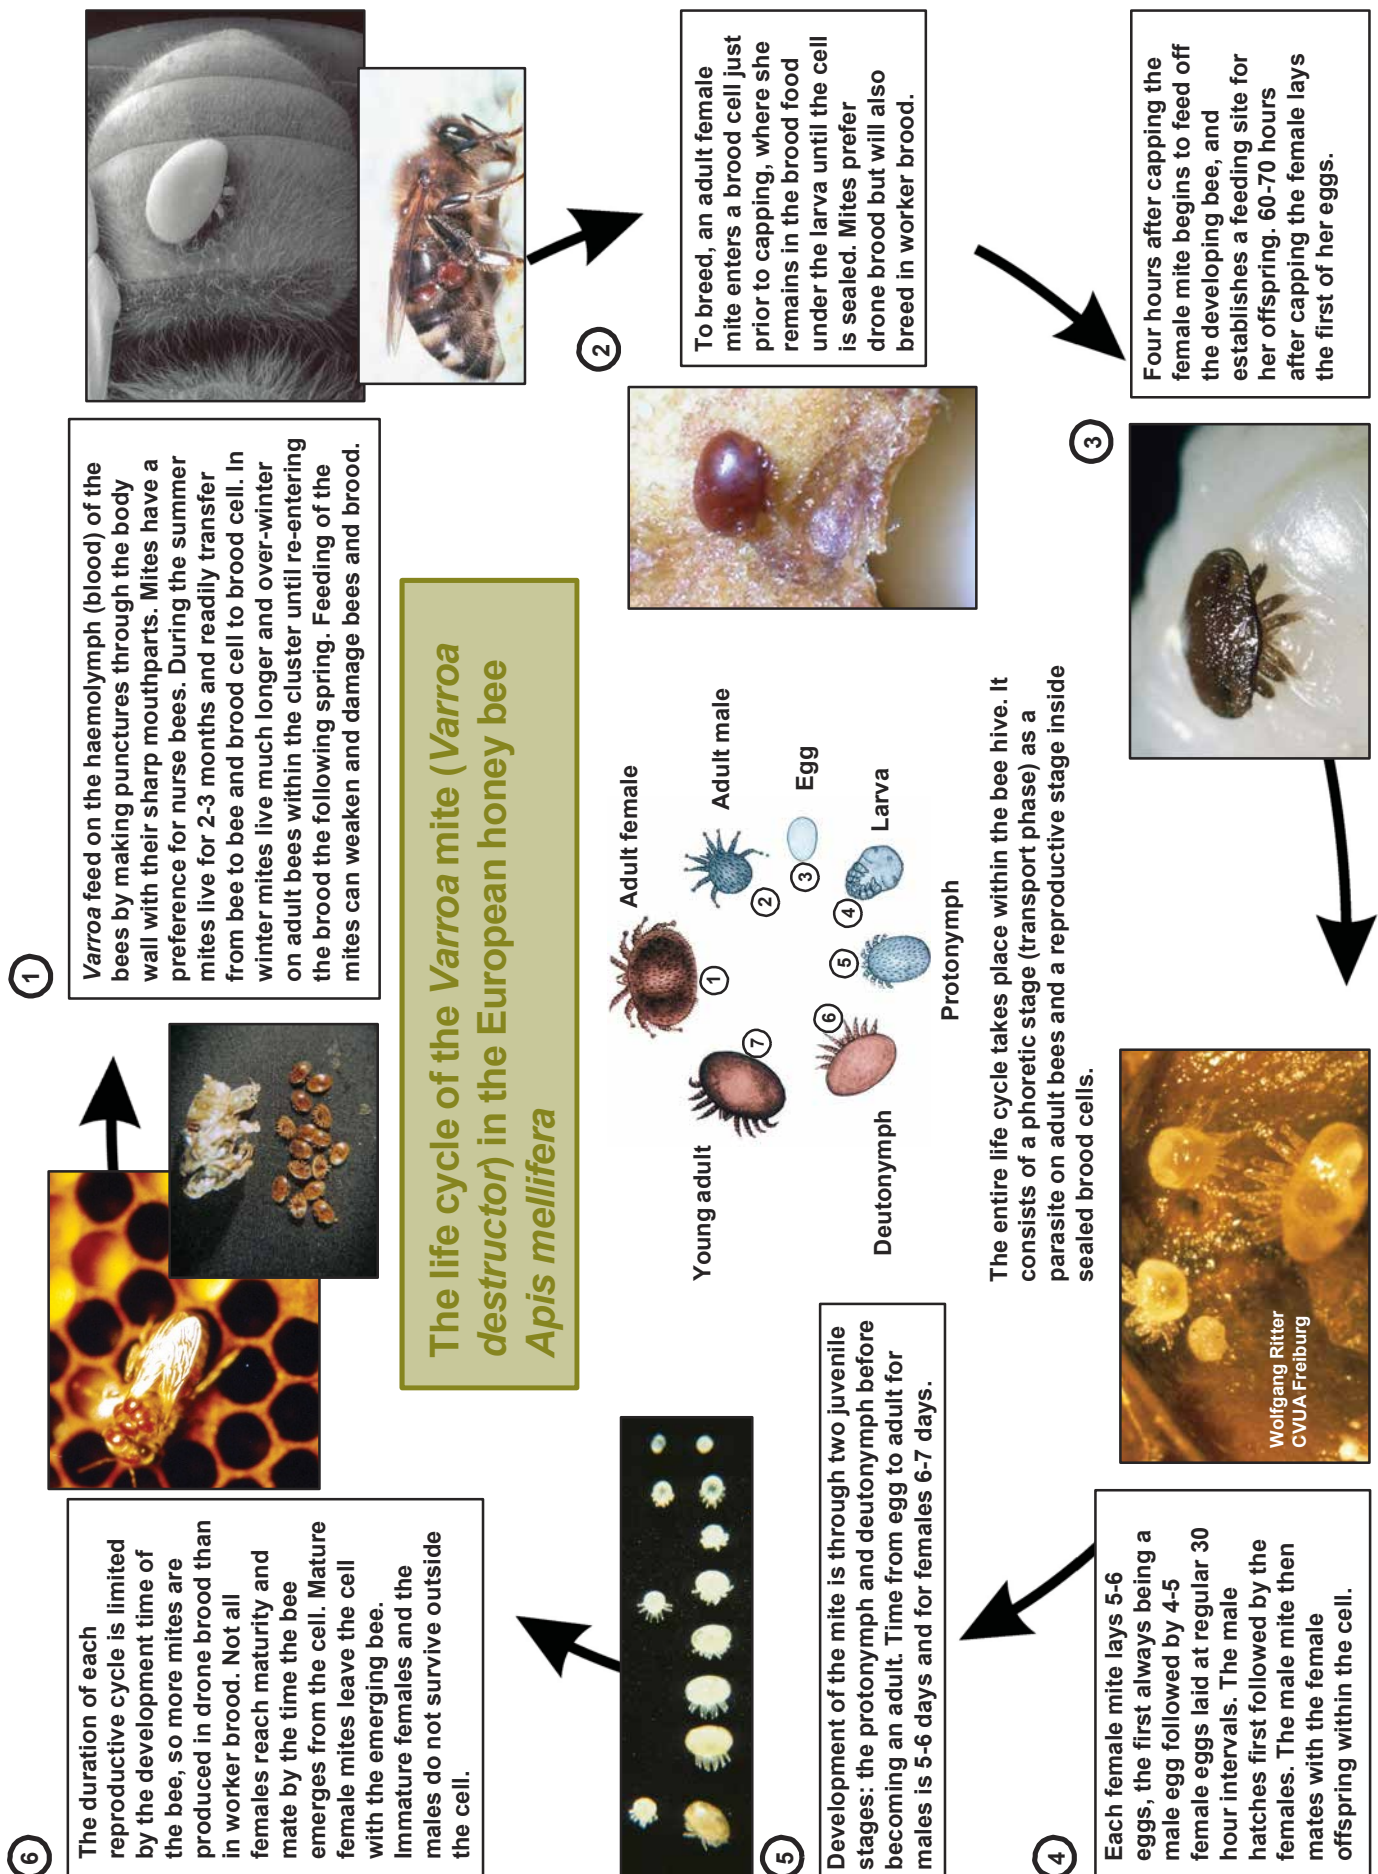 The life cycle of the Varroa mite (Varroa
destructor) in the European honey bee
Apis mellifera
1
Varroa feed on the haemolymph (blood) of the
bees by making punctures through the body
wall with their sharp mouthparts. Mites have a
preference for nurse bees. During the summer
mites live for 2-3 months and readily transfer
from bee to bee and brood cell to brood cell. In
winter mites live much longer and over-winter
on adult bees within the cluster until re-entering
the brood the following spring. Feeding of the
mites can weaken and damage bees and brood.
2
To breed, an adult female
mite enters a brood cell just
prior to capping, where she
remains in the brood food
under the larva until the cell
is sealed. Mites prefer
drone brood but will also
breed in worker brood.
3
Four hours after capping the
female mite begins to feed off
the developing bee, and
establishes a feeding site for
her offspring. 60-70 hours
after capping the female lays
the first of her eggs.
4
Each female mite lays 5-6
eggs, the first always being a
male egg followed by 4-5
female eggs laid at regular 30
hour intervals. The male
hatches first followed by the
females. The male mite then
mates with the female
offspring within the cell.
Wolfgang Ritter
CVUA Freiburg
5
Development of the mite is through two juvenile
stages: the protonymph and deutonymph before
becoming an adult. Time from egg to adult for
males is 5-6 days and for females 6-7 days.
6
The duration of each
reproductive cycle is limited
by the development time of
the bee, so more mites are
produced in drone brood than
in worker brood. Not all
females reach maturity and
mate by the time the bee
emerges from the cell. Mature
female mites leave the cell
with the emerging bee.
Immature females and the
males do not survive outside
the cell.
Adult female
1
Adult male
2
Egg
3
Larva
4
Protonymph
5
Deutonymph
6
Young adult
7
The entire life cycle takes place within the bee hive. It
consists of a phoretic stage (transport phase) as a
parasite on adult bees and a reproductive stage inside
sealed brood cells.